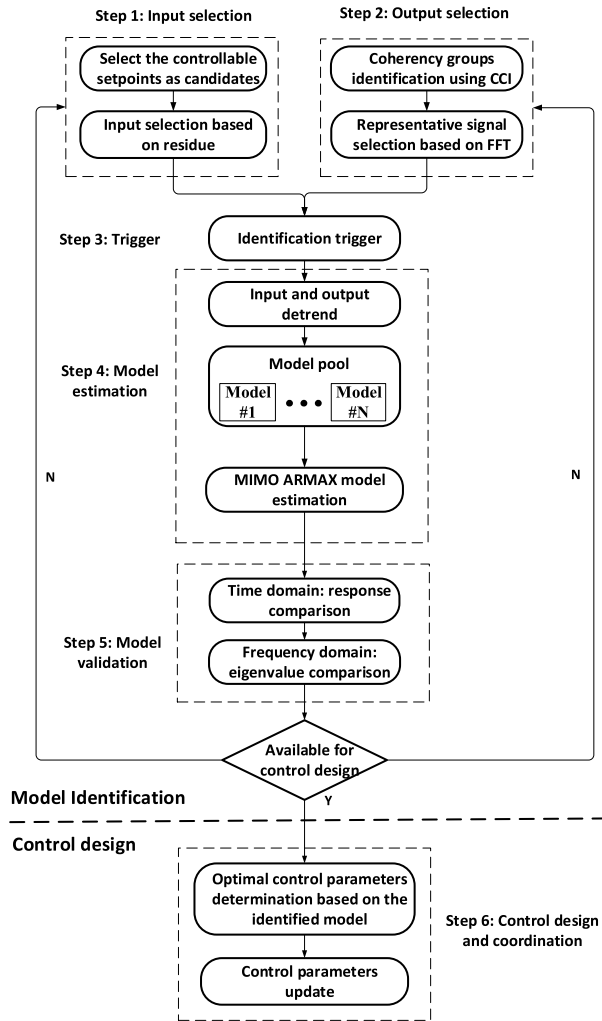 Step 1: Input selection
Step 2: Output selection
Select the controllable
setpoints as candidates
Coherency groups
identification using CCI
Input selection based
on residue
Representative signal
selection based on FFT
Step 3: Trigger
Identification trigger
Input and output
detrend
Step 4: Model
estimation
Model pool
Model
#1
● ● ●
Model
#N
N
N
MIMO ARMAX model
estimation
Time domain: response
comparison
Step 5: Model
validation
Frequency domain:
eigenvalue comparison
Available for
control design
Model Identification
Y
Control design
Optimal control parameters
determination based on the
identified model
Step 6: Control design
and coordination
Control parameters
update